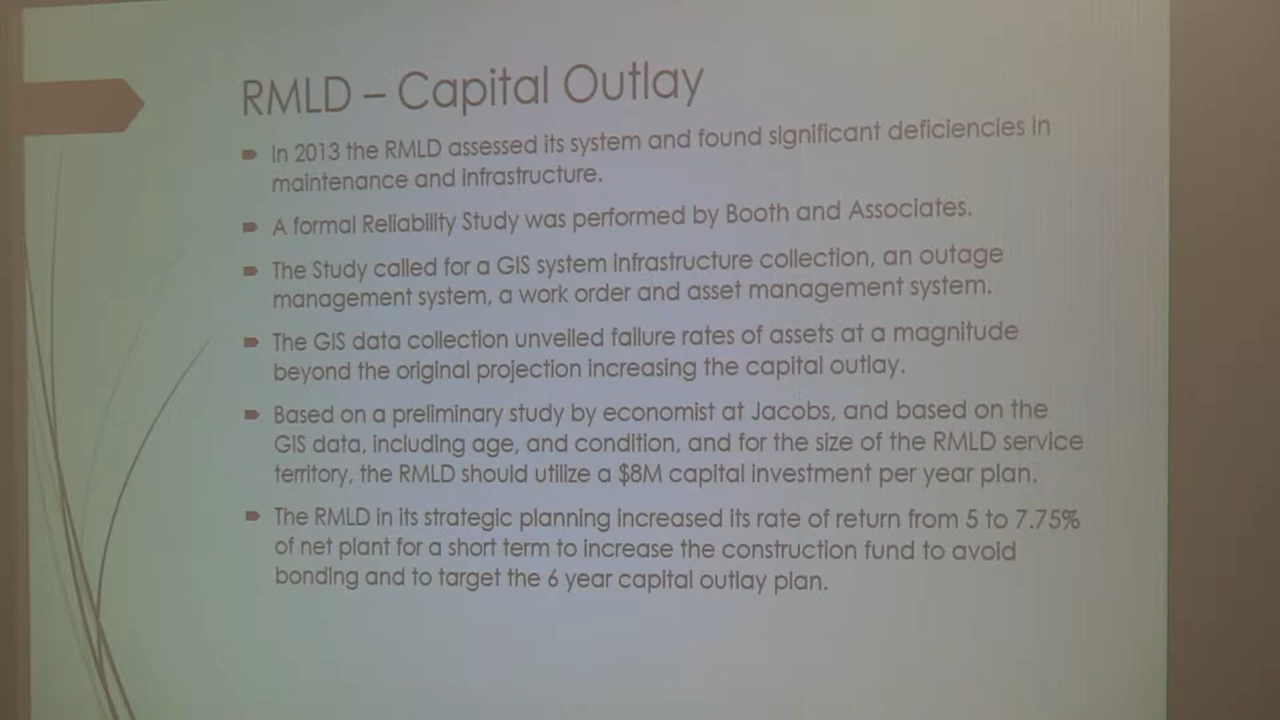 RMLD – Capital Outlay
In 2013 the RMLD assessed its system and found significant deficiencies in
maintenance and infrastructure.
A formal Reliability Study was performed by Booth and Associates.
The Study called for a GIS system infrastructure collection, an outage
management system, a work order and asset management system.
The GIS data collection unveiled failure rates of assets at a magnitude
beyond the original projection increasing the capital outlay.
Based on a preliminary study by economist at Jacobs, and based on the
GIS data, including age, and condition, and for the size of the RMLD service
territory, the RMLD should utilize a $8M capital investment per year plan.
The RMLD in its strategic planning increased its rate of return from 5 to 7.75%
of net plant for a short term to increase the construction fund to avoid
bonding and to target the 6 year capital outlay plan.